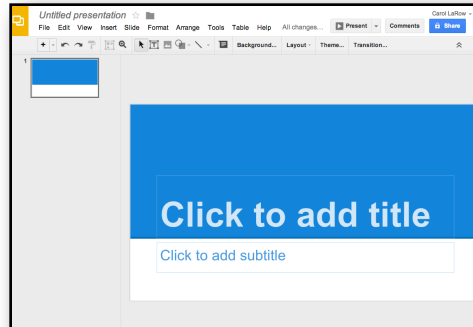 Carol LaRow
Untitled presentation
File Edit View Insert Slide Format Arrange Tools Table Help All changes... Present Comments Share
Background... Layout Theme... Transition...
1
Click to add title
Click to add subtitle